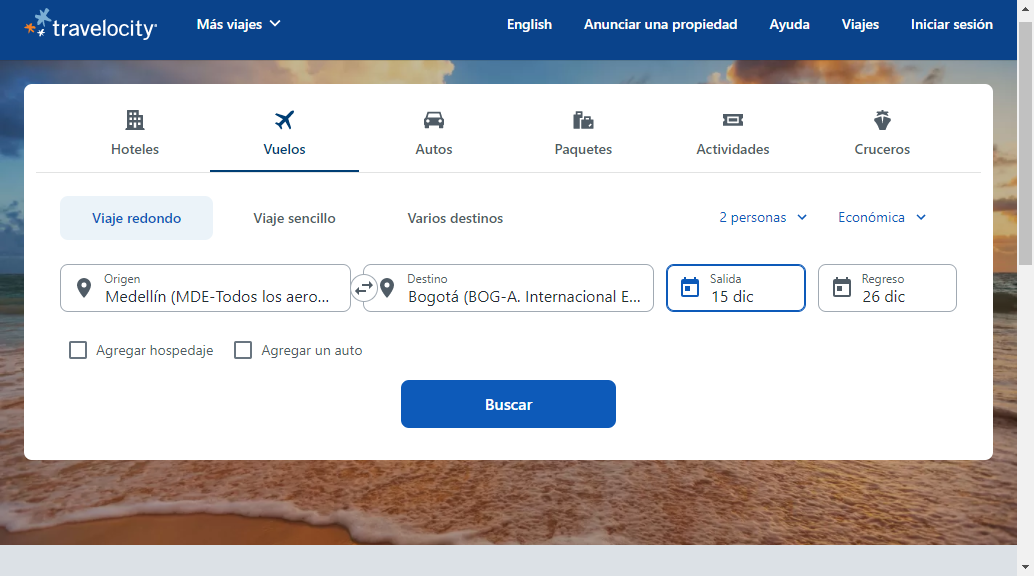 travelocity
Más viajes
English
Anunciar una propiedad
Ayuda
Viajes
Iniciar sesión
Hoteles
Vuelos
Autos
Paquetes
Actividades
Cruceros
Viaje redondo
Viaje sencillo
Varios destinos
2 personas
Económica
Origen
Medellín (MDE-Todos los aero...
Destino
Bogotá (BOG-A. Internacional E...
Salida
15 dic
Regreso
26 dic
Agregar hospedaje
Agregar un auto
Buscar